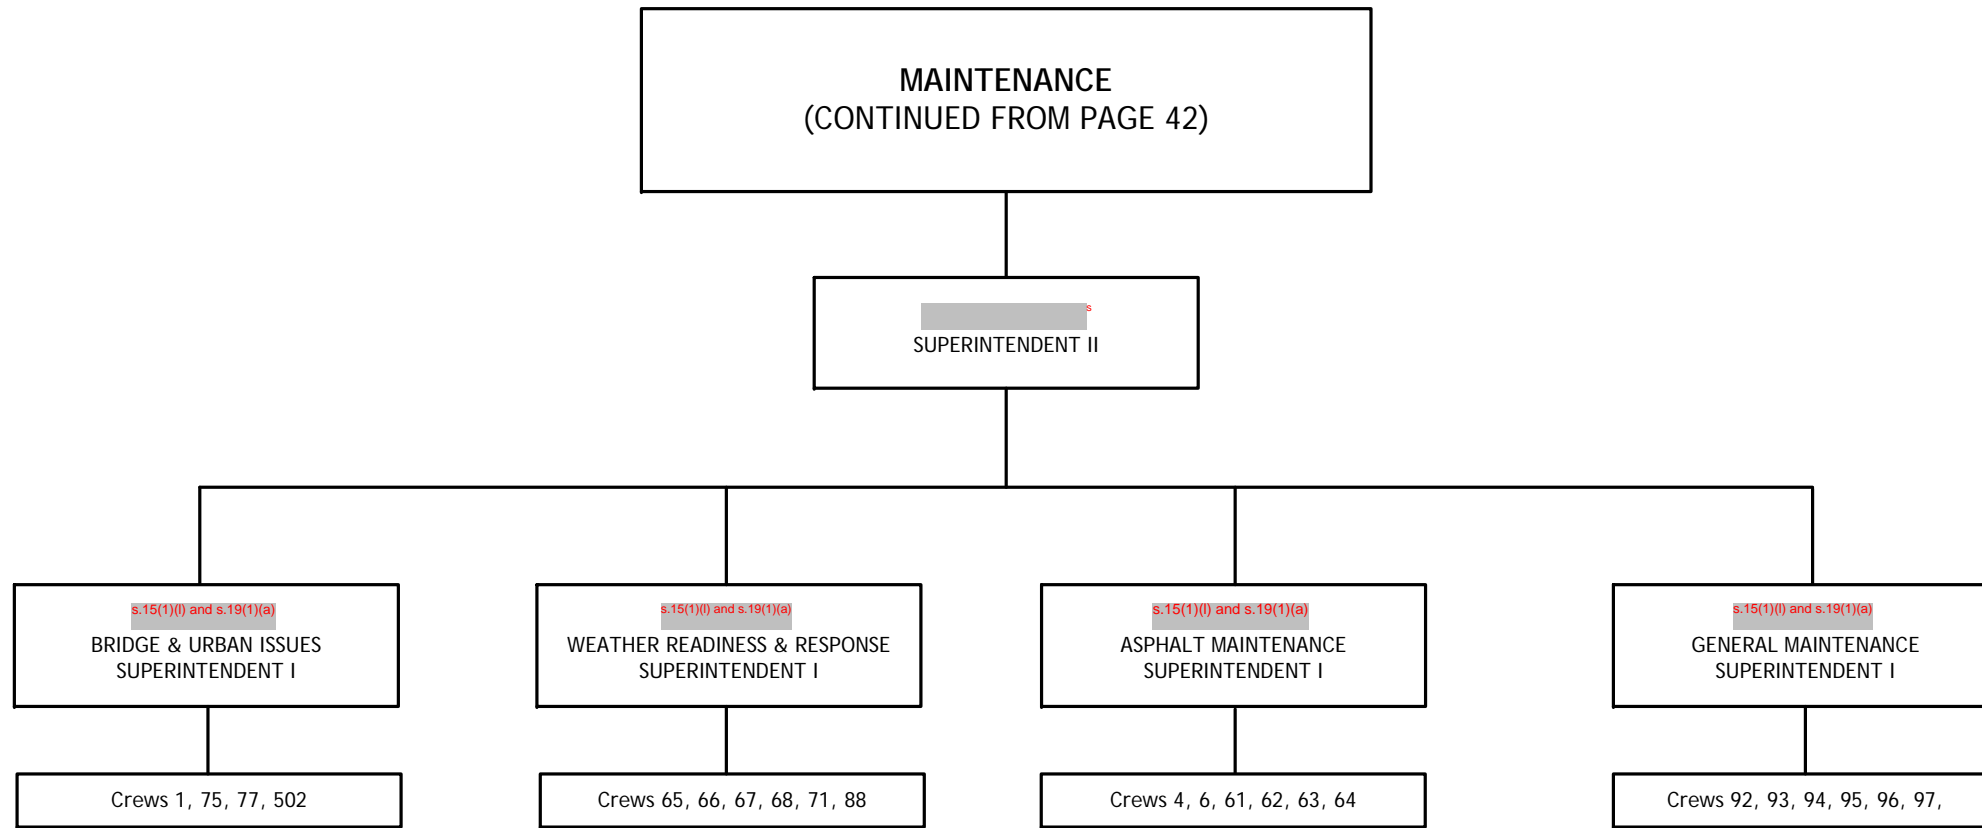 MAINTENANCE
(CONTINUED FROM PAGE 42)
s
SUPERINTENDENT II
s.15(1)(l) and s.19(1)(a)
BRIDGE & URBAN ISSUES
SUPERINTENDENT I
s.15(1)(l) and s.19(1)(a)
WEATHER READINESS & RESPONSE
SUPERINTENDENT I
s.15(1)(l) and s.19(1)(a)
ASPHALT MAINTENANCE
SUPERINTENDENT I
s.15(1)(l) and s.19(1)(a)
GENERAL MAINTENANCE
SUPERINTENDENT I
Crews 1, 75, 77, 502
Crews 65, 66, 67, 68, 71, 88
Crews 4, 6, 61, 62, 63, 64
Crews 92, 93, 94, 95, 96, 97,